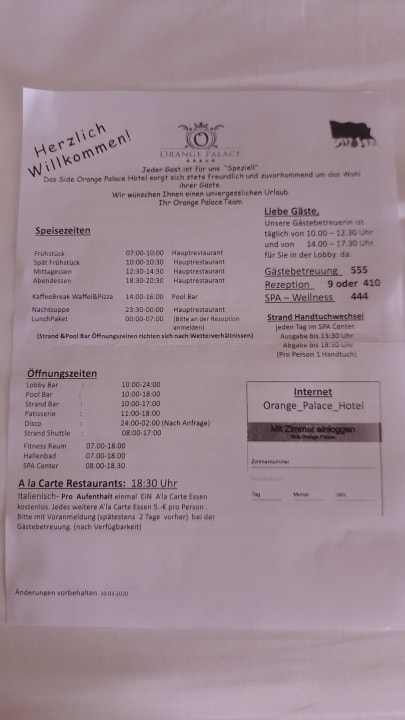 Herzlich
Willkommen!
ORANGE PALACE
Jeder Gast ist für uns "Speziell"
Das Side Orange Palace Hotel sorgt sich stets freundlich und zuvorkommend um das Wohl
ihrer Gäste.
Wir wünschen Ihnen einen unvergesslichen Urlaub.
Ihr Orange Palace Team
Liebe Gäste,
Unsere Gästebetreuerin ist
täglich von 10.00 – 12.30 Uhr
und von 14.00 – 17.30 Uhr
für Sie in der Lobby da.
Gästebetreuung 555
Rezeption 9 oder 410
SPA – Wellness 444
Strand Handtuchwechsel
jeden Tag im SPA Center
Ausgabe bis 13:30 Uhr
Abgabe bis 18:30 Uhr
(Pro Person 1 Handtuch)
Speisezeiten
Frühstück 07:00-10:00 Hauptrestaurant
Spät Frühstück 10:00-10:30 Hauptrestaurant
Mittagessen 12:30-14:30 Hauptrestaurant
Abendessen 18:30-20:30 Hauptrestaurant
KaffeeBreak Waffel&Pizza 14:00-16:00 Pool Bar
Nachtsuppe 23:30-00:00 Hauptrestaurant
LunchPaket 00:00-07:00 (Bitte an der Rezeption
anmelden)
(Strand &Pool Bar Öffnungszeiten richten sich nach Wetterverhältnissen)
Öffnungszeiten
Lobby Bar : 10:00-24:00
Pool Bar : 10:00-18:00
Strand Bar : 10:00-17:00
Patisserie : 11:00-18:00
Disco : 24:00-02:00 (Nach Anfrage)
Strand Shuttle : 08:00-17:00
Fitness Raum 07.00-18.00
Hallenbad 07.00-18.00
SPA Center 08.00-18.30
A la Carte Restaurants: 18:30 Uhr
Italienisch- Pro Aufenthalt einmal EIN A'la Carte Essen
kostenlos. Jedes weitere A'la Carte Essen 5.-€ pro Person .
Bitte mit Voranmeldung (spätestens 2 Tage vorher) bei der
Gästebetreuung. (nach Verfügbarkeit)
Internet
Orange_Palace_Hotel
Mit Zimmer einloggen
Zimmernummer
Tag Monat
Änderungen vorbehalten. 10.03.2020